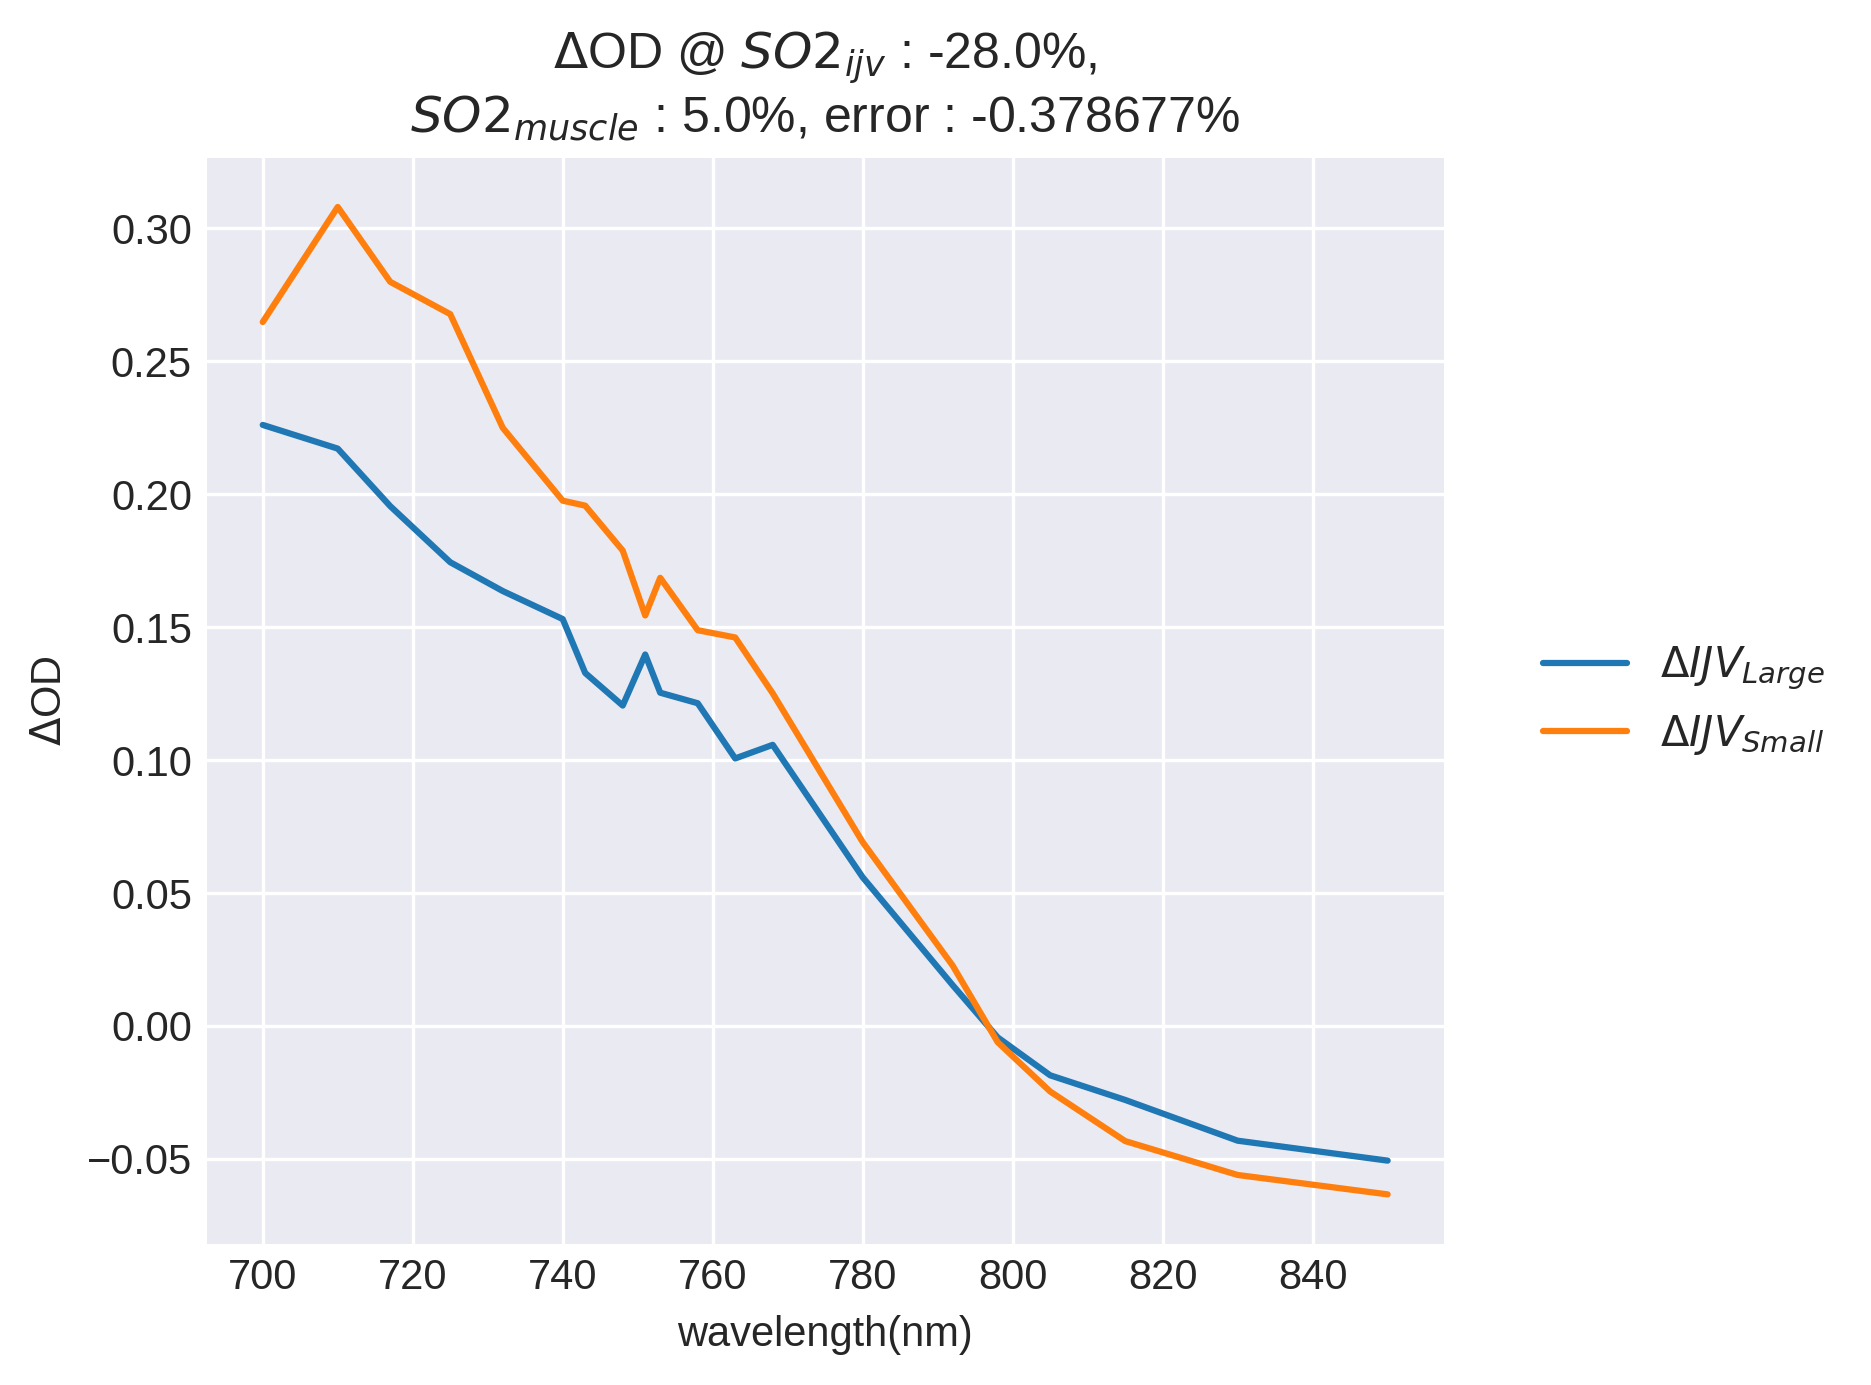 ΔOD @ SO2ijv : -28.0%,
SO2muscle : 5.0%, error : -0.378677%
0.30
0.25
0.20
0.15
0.10
0.05
0.00
−0.05
ΔOD
700 720 740 760 780 800 820 840
wavelength(nm)
ΔIJVLarge
ΔIJVSmall